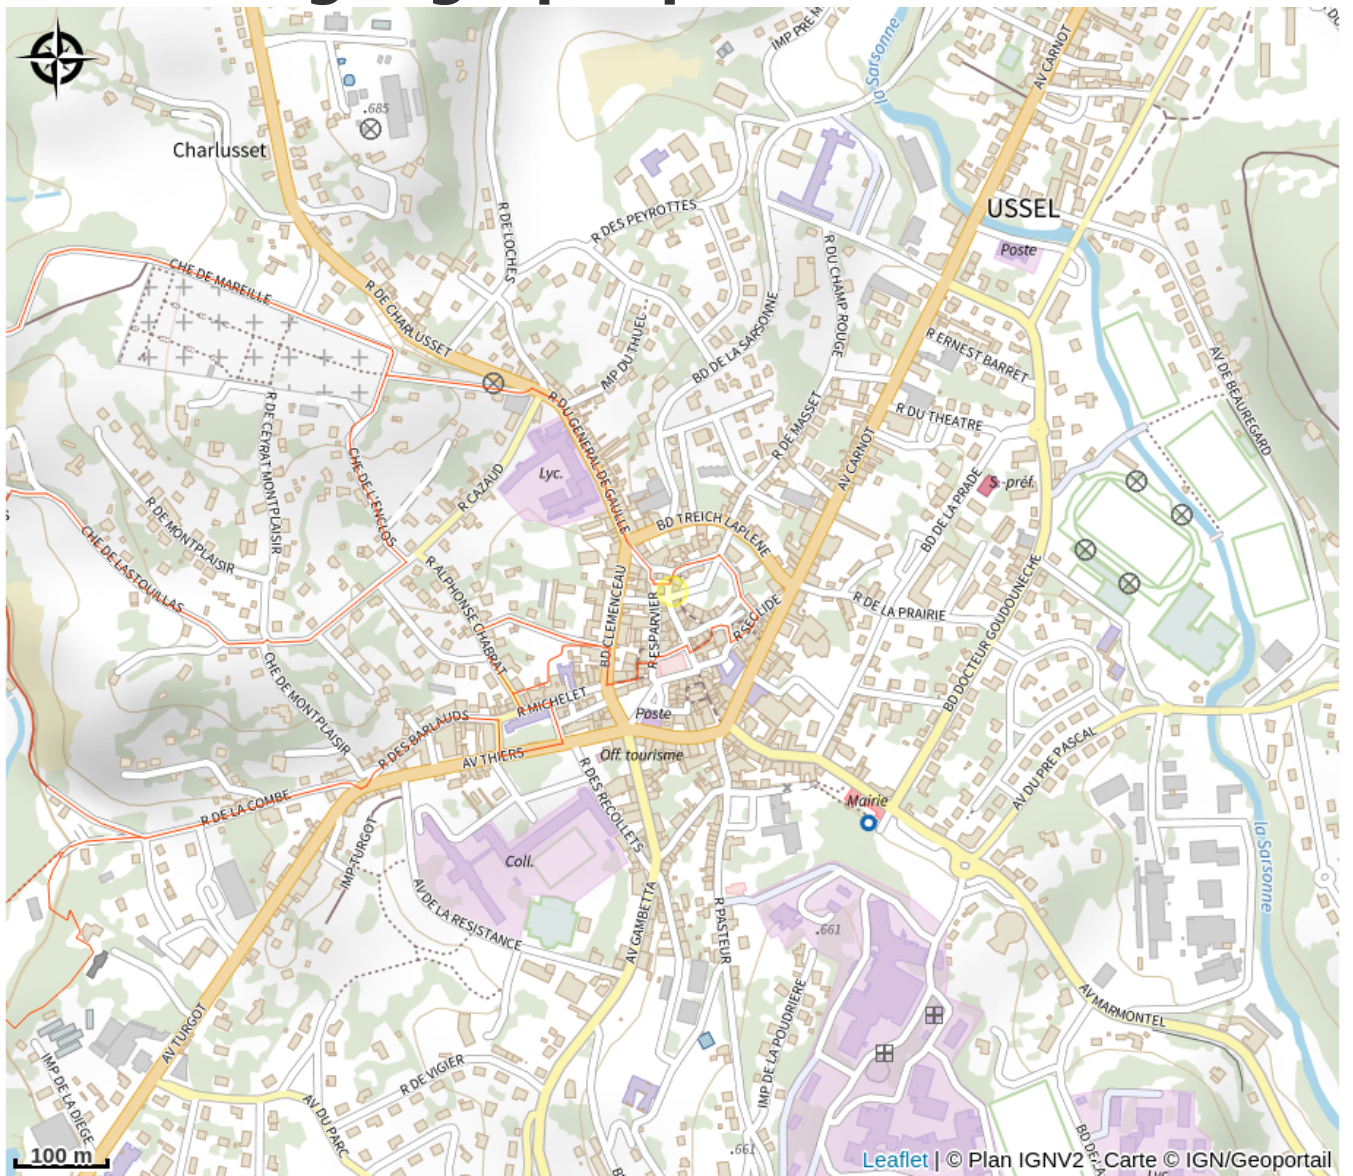 IMP PRE M
la Sarsonne
AV CARNOT
.685
Charlusset
USSEL
R DE LOCHES
R DES PEYROTTES
Poste
CHE DE MAREILLE
R DE CHARLUSSET
R DU CHAMP ROUGE
IMP DU THUEL
BD DE LA SARSONNE
R ERNEST BARRET
AV DE BEAUREGARD
R DU GENERAL DE GAULLE
R DE MASSET
R DU THEATRE
R DE CEYRAT MONTPLAISIR
AV CARNOT
CHE DE L'ENCLOS
Lyc.
R CAZAUD
S.-préf.
BD DE LA PRADE
R DE MONTPLAISIR
BD TREICH LAPLENE
CHE DE LASTOUILLAS
R ALPHONSE CHABRAT
BD CLEMENCEAU
R ESPARVIER
R SEGLIDE
R DE LA PRAIRIE
BD DOCTEUR GOUDOUNECHE
CHE DE MONTPLAISIR
R MICHELET
R DES BARLAUDS
Poste
AV THIERS
Off. tourisme
AV DU PRE PASCAL
R DE LA COMBE
R DES RECOLLETS
Mairie
IMP TURGOT
Coll.
la Sarsonne
AV DE LA RESISTANCE
AV GAMBETTA
R PASTEUR
.661
AV MARMONTEL
AV TURGOT
IMP DE LA POUDRIERE
IMP DE LA DIEGE
R DE VIGIER
AV DU PARC
.661
BD DE LA
Lyc
100 m
Leaflet | © Plan IGNV2 - Carte © IGN/Geoportail